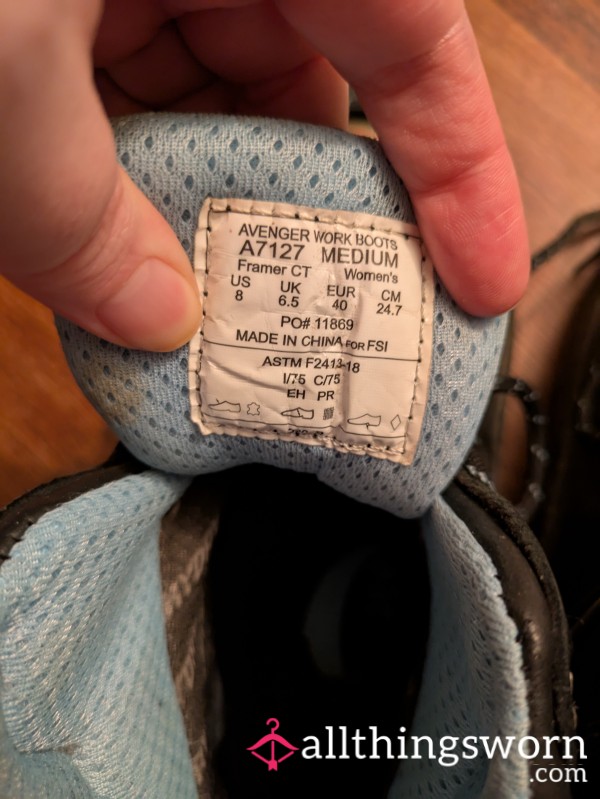 AVENGER WORK BOOTS
A7127 MEDIUM
Framer CT Women's
US UK EUR CM
8 6.5 40 24.7
PO# 11869
MADE IN CHINA FOR FSI
ASTM F2413-18
I/75 C/75
EH PR
allthingsworn
.com